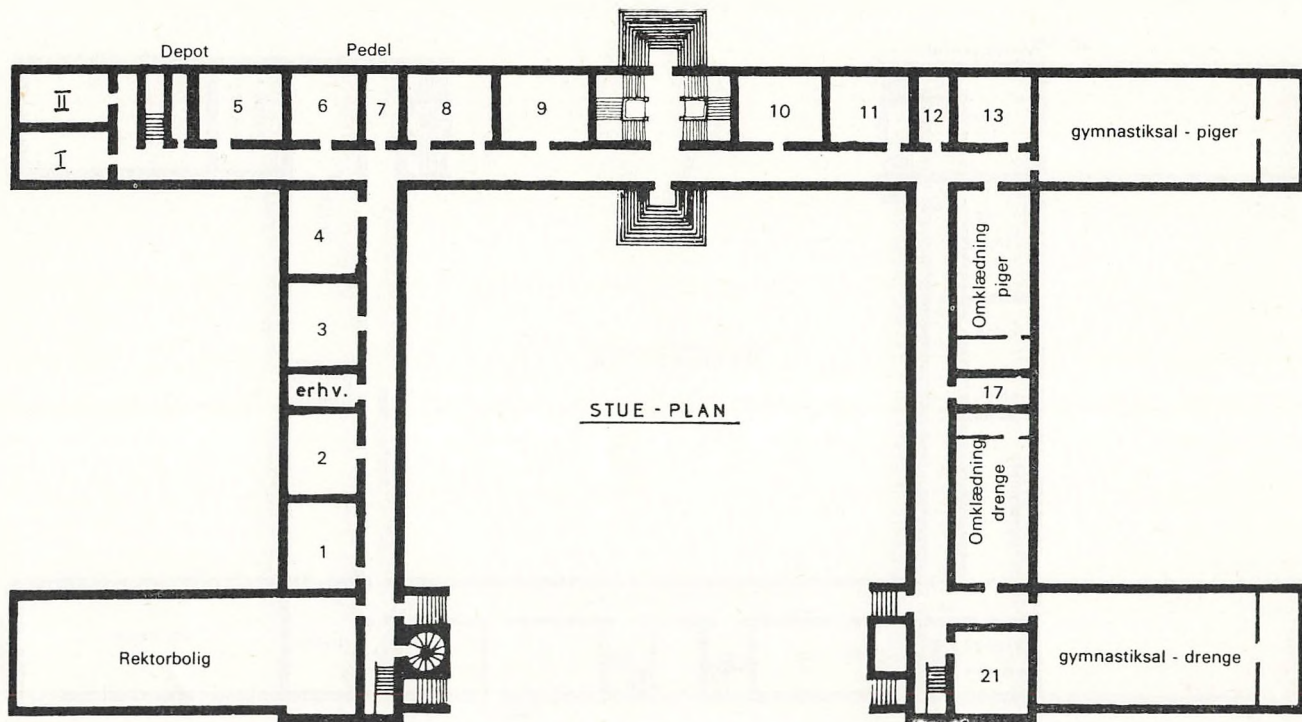 Depot
Pedel
II
5
6
7
8
9
10
11
12
13
gymnastiksal - piger
I
4
Omklædning
piger
3
erhv.
17
STUE - PLAN
2
Omklædning
drenge
1
Rektorbolig
21
gymnastiksal - drenge